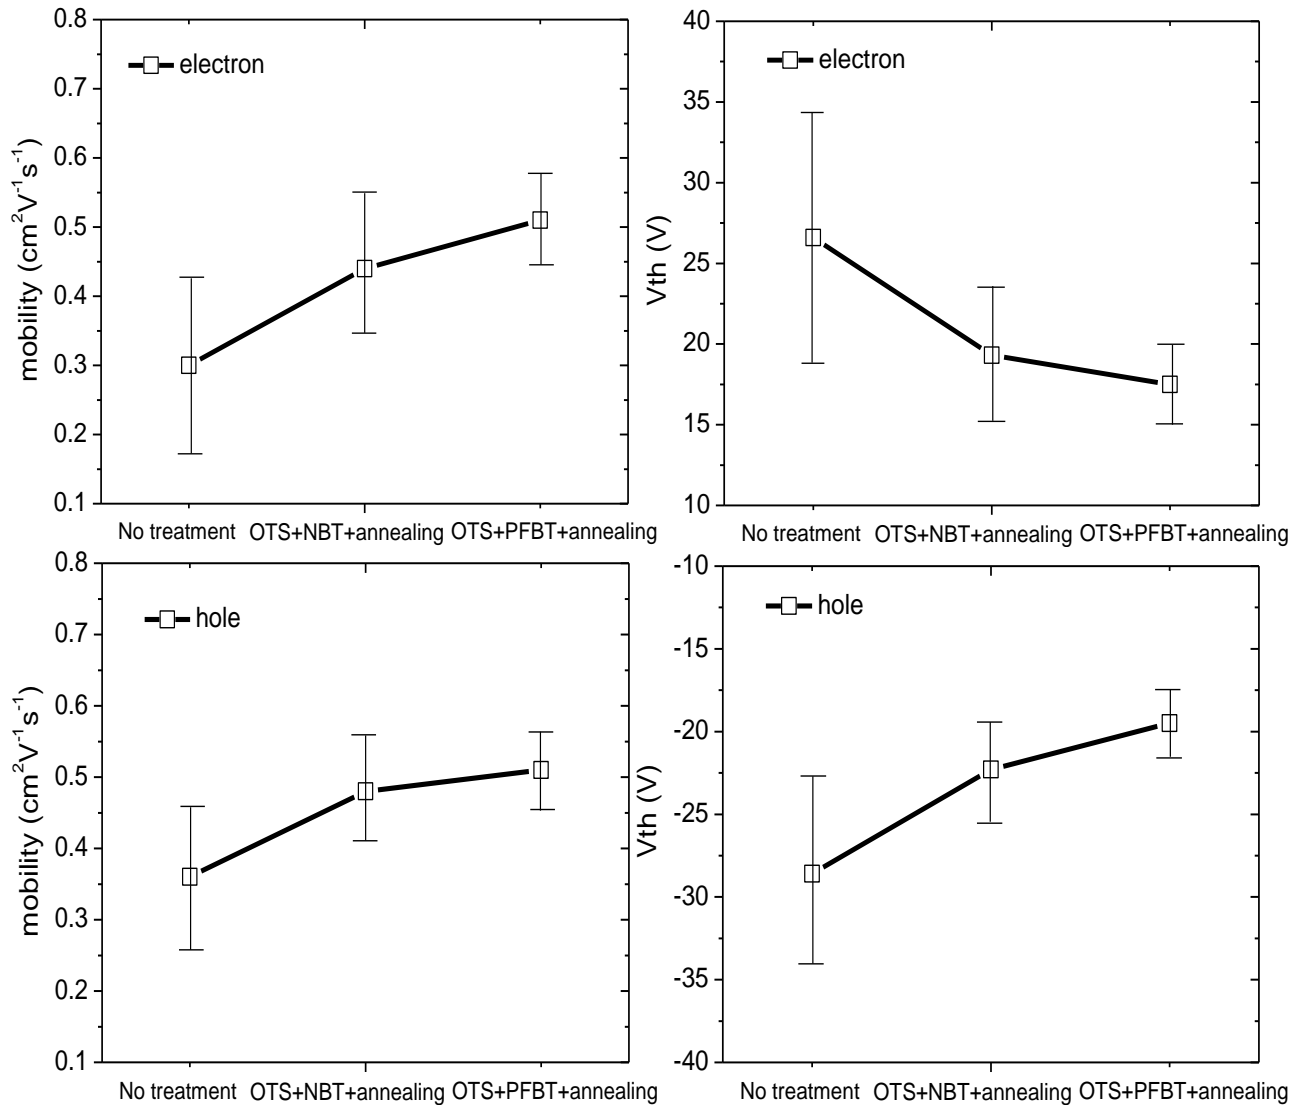 electron
mobility (cm²V⁻¹s⁻¹)
0.8
0.7
0.6
0.5
0.4
0.3
0.2
0.1
No treatment OTS+NBT+annealing OTS+PFBT+annealing
electron
Vth (V)
40
35
30
25
20
15
10
No treatment OTS+NBT+annealing OTS+PFBT+annealing
hole
mobility (cm²V⁻¹s⁻¹)
0.8
0.7
0.6
0.5
0.4
0.3
0.2
0.1
No treatment OTS+NBT+annealing OTS+PFBT+annealing
hole
Vth (V)
-10
-15
-20
-25
-30
-35
-40
No treatment OTS+NBT+annealing OTS+PFBT+annealing